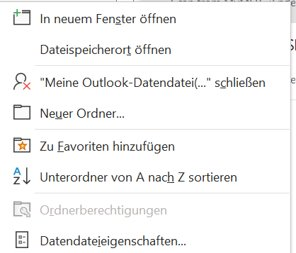 In neuem Fenster öffnen
Dateispeicherort öffnen
"Meine Outlook-Datendatei(..." schließen
Neuer Ordner...
Zu Favoriten hinzufügen
Unterordner von A nach Z sortieren
Ordnerberechtigungen
Datendateieigenschaften...